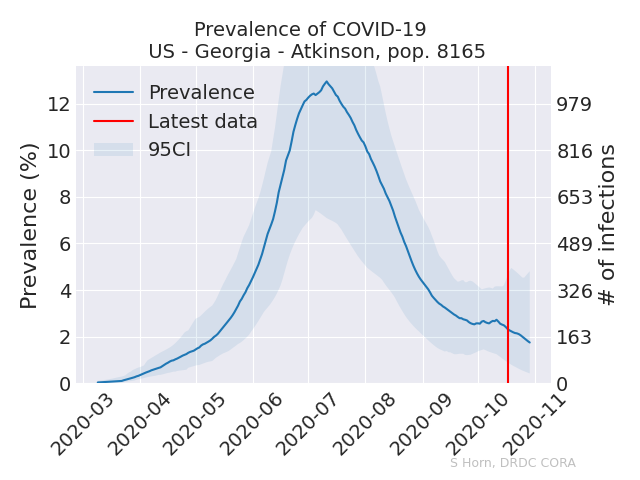 Prevalence of COVID-19
US - Georgia - Atkinson, pop. 8165
Prevalence
Latest data
95CI
Prevalence (%)
12
10
8
6
4
2
0
979
816
653
489
326
163
0
# of infections
2020-03
2020-04
2020-05
2020-06
2020-07
2020-08
2020-09
2020-10
2020-11
S Horn, DRDC CORA